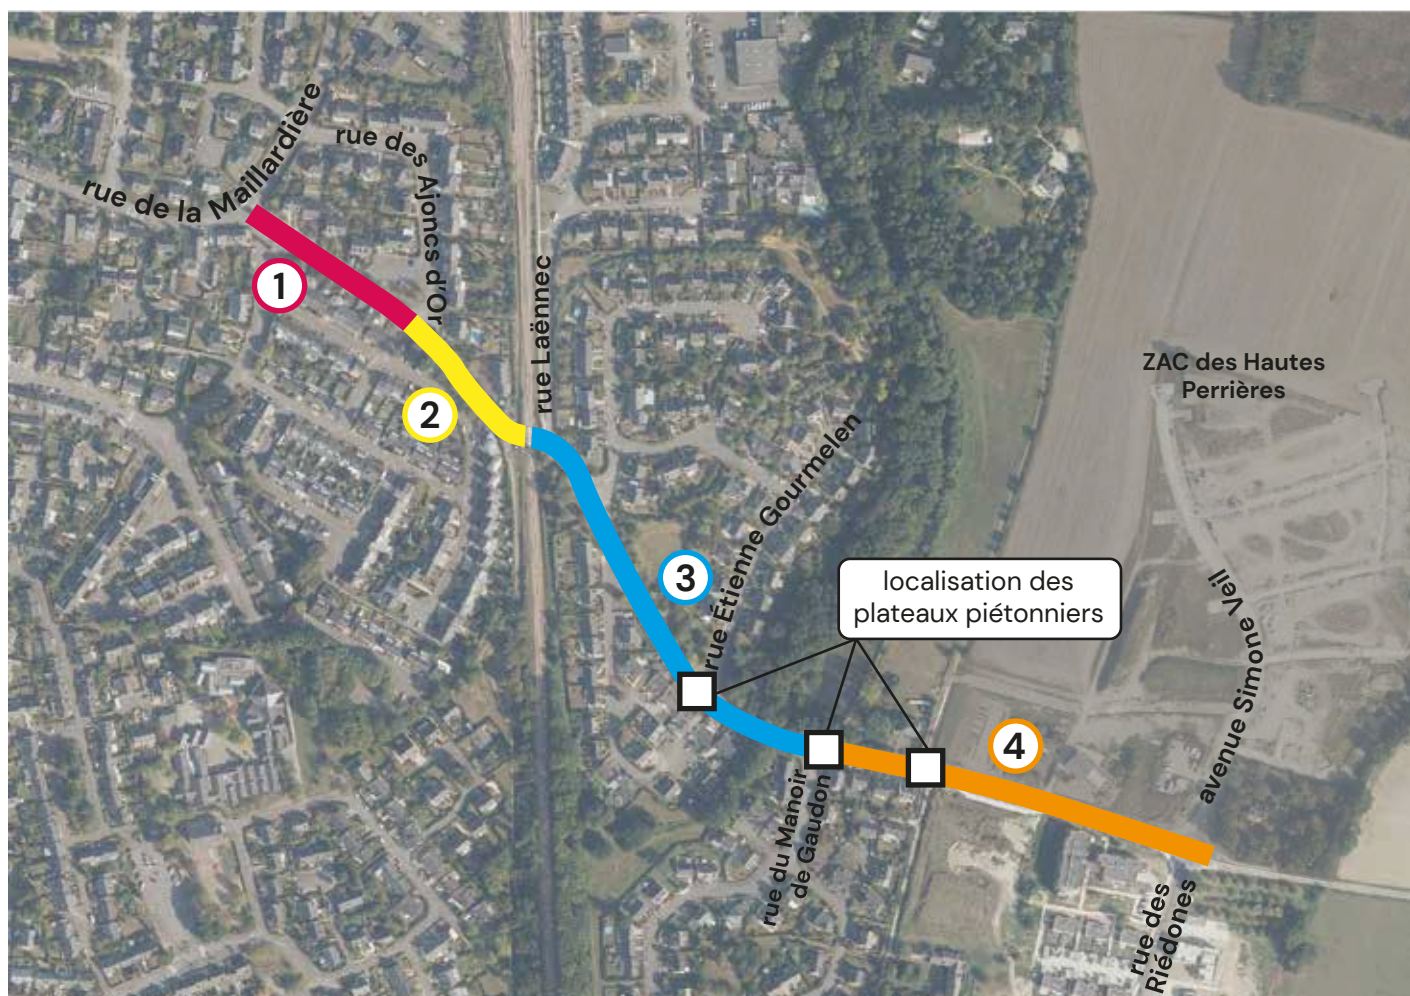 rue de la Maillardière
rue des Ajoncs d'Or
1
2
rue Laënnec
ZAC des Hautes
Perrières
3
rue Étienne Gourmelen
localisation des
plateaux piétonniers
avenue Simone Veil
4
rue du Manoir
de Gaudon
rue des
Riédones